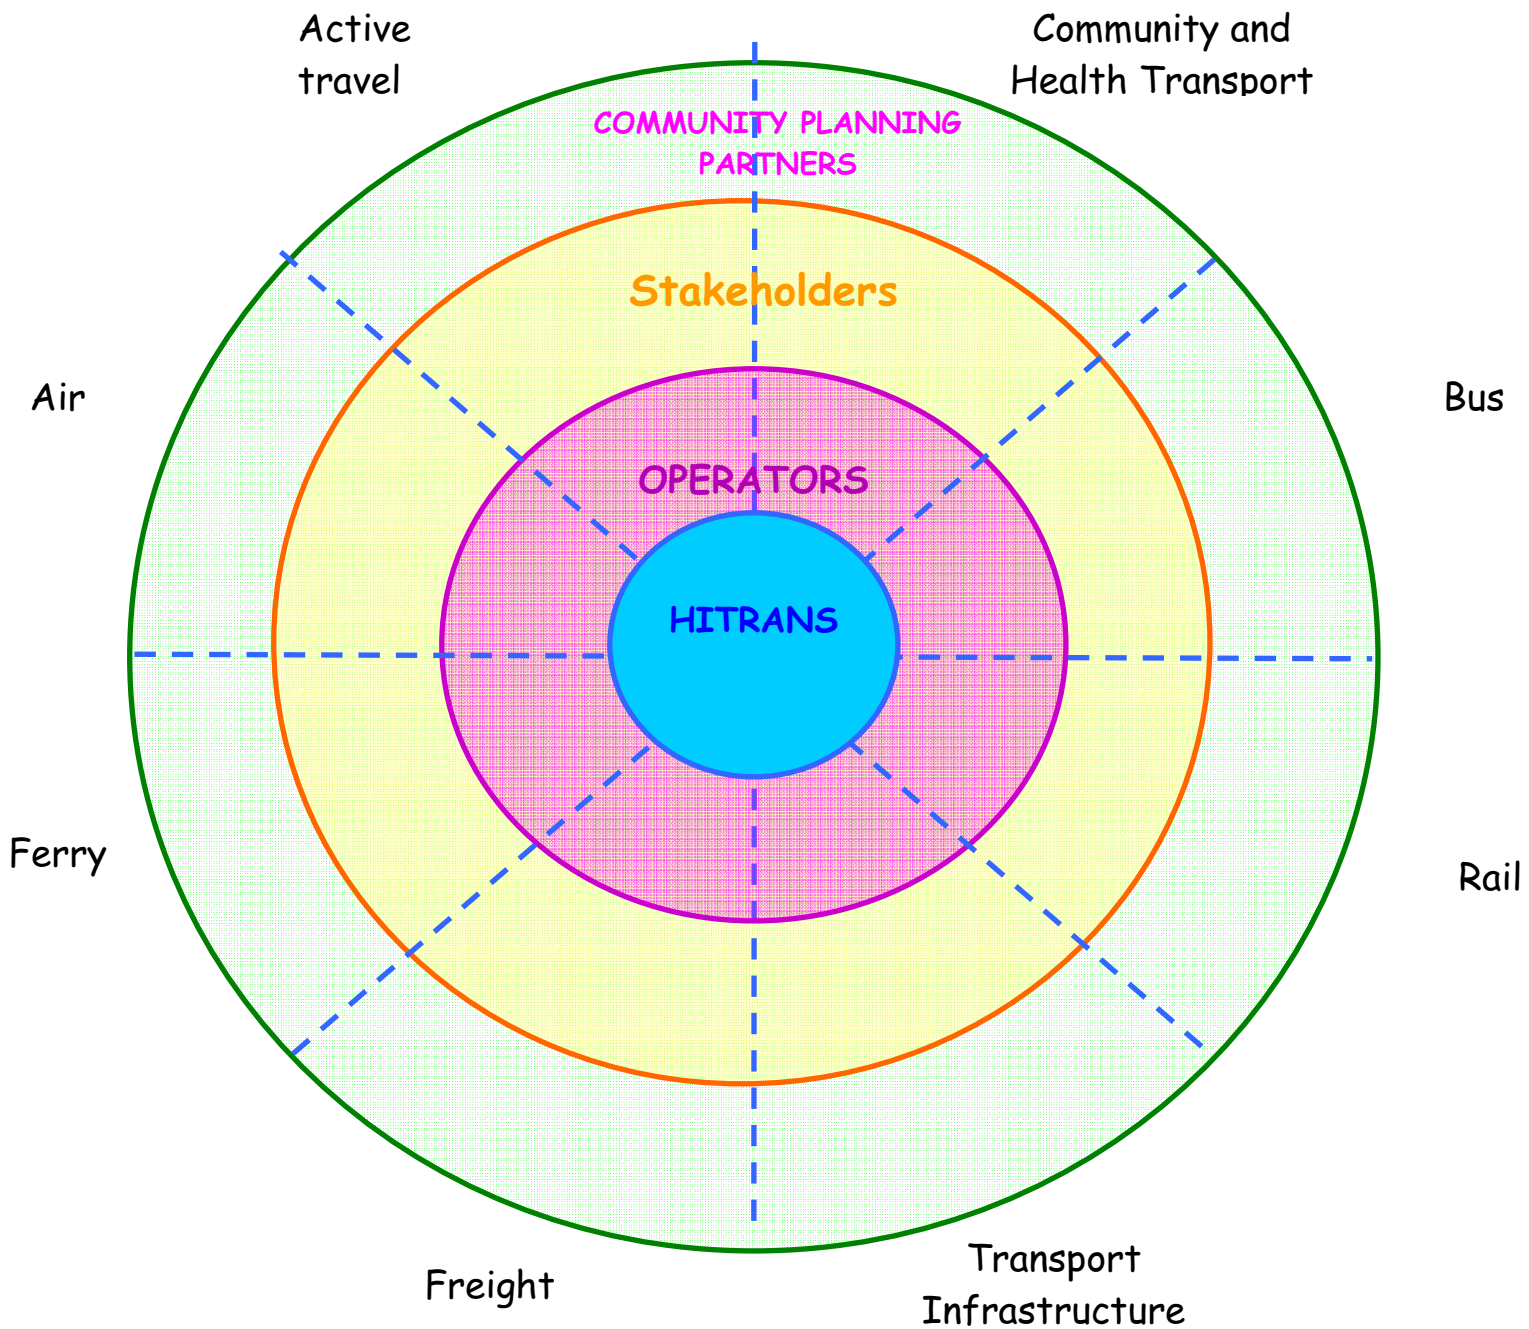 Active
travel
Community and
Health Transport
COMMUNITY PLANNING
PARTNERS
Stakeholders
Air
Bus
OPERATORS
HITRANS
Ferry
Rail
Freight
Transport
Infrastructure